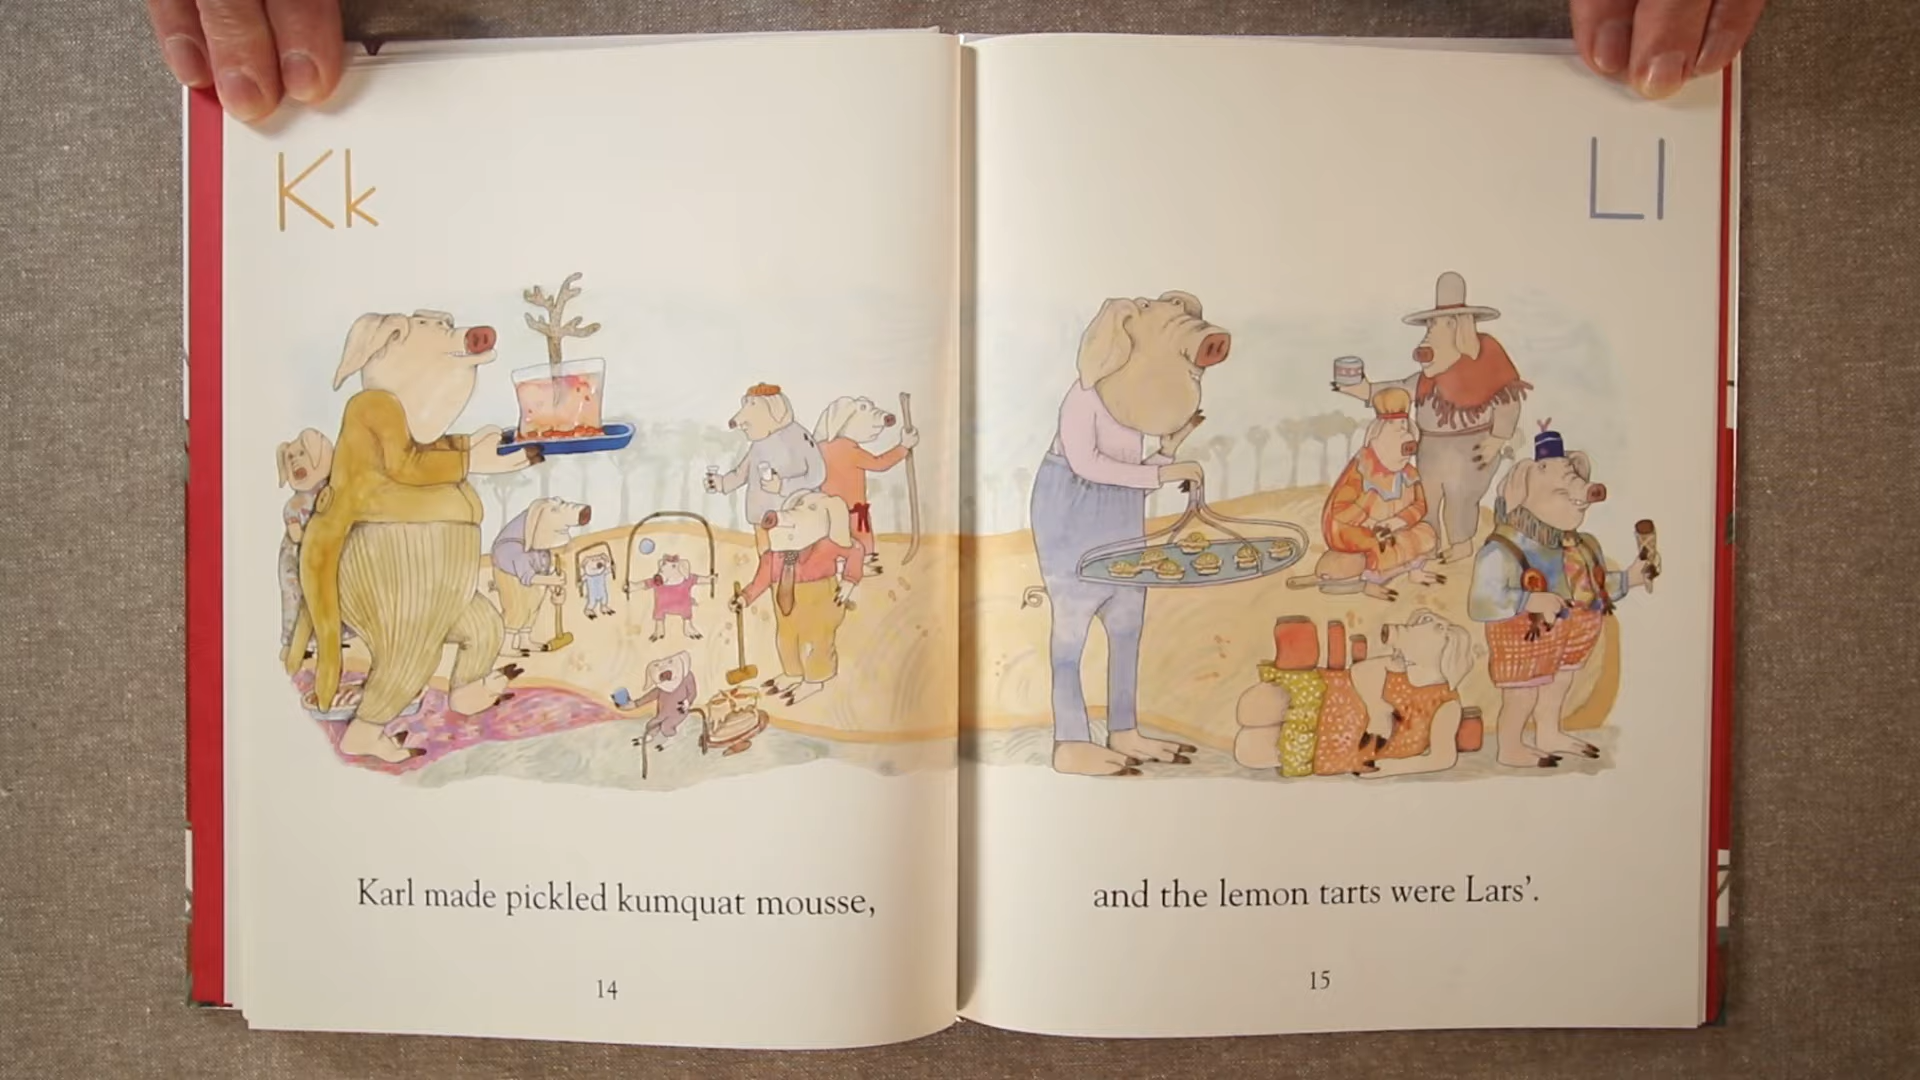 Kk
Karl made pickled kumquat mousse,
14
Ll
and the lemon tarts were Lars’.
15